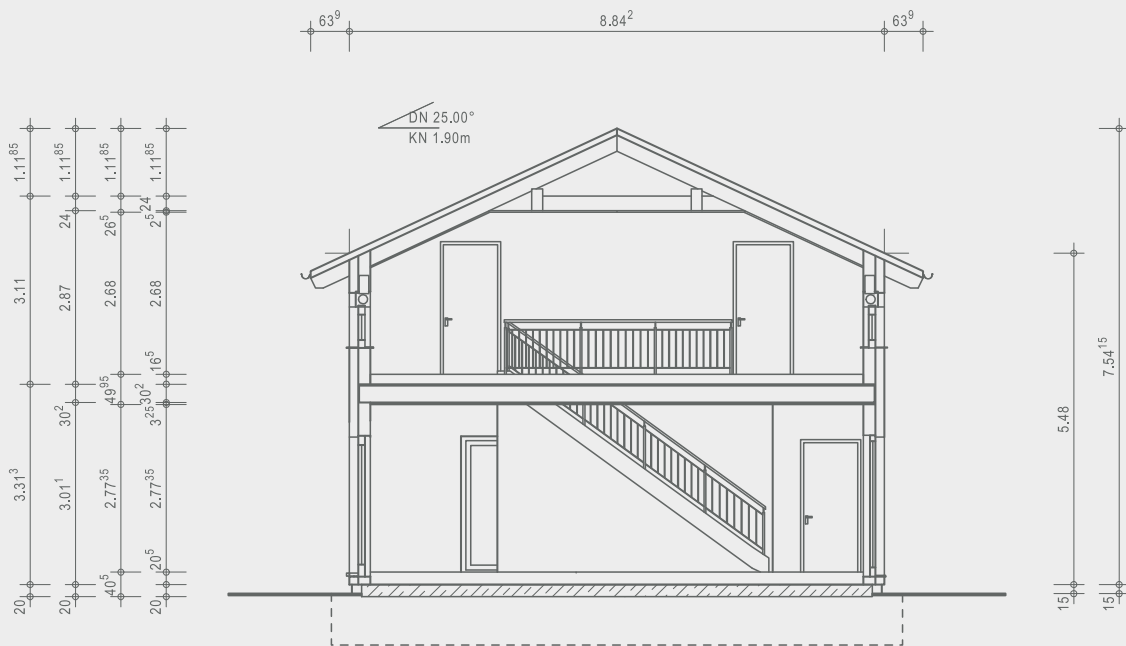 63⁹ 8.84² 63⁹
DN 25.00°
KN 1.90m
1.11⁸⁵ 1.11⁸⁵ 1.11⁸⁵ 1.11⁸⁵
24 26⁵ 2⁵ 24
3.11 2.87 2.68 2.68
16⁵
30² 49⁹⁵ 3²⁵ 30²
3.31³ 3.01¹ 2.77³⁵ 2.77³⁵
40⁵ 20⁵
20 20 20
5.48 7.54¹⁵
15 15